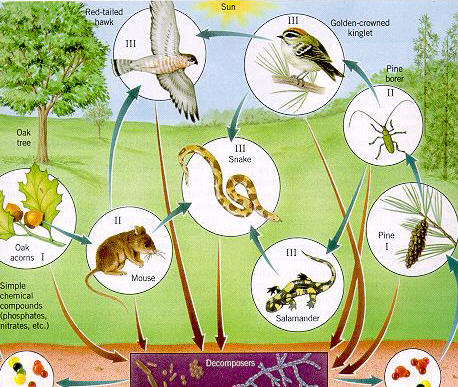 Sun
Red-tailed
hawk
III
III
Golden-crowned
kinglet
Pine
borer
II
Oak
tree
III
Snake
II
Mouse
Oak
acorns I
Pine
I
III
Salamander
Simple
chemical
compounds
(phosphates,
nitrates, etc.)
Decomposers